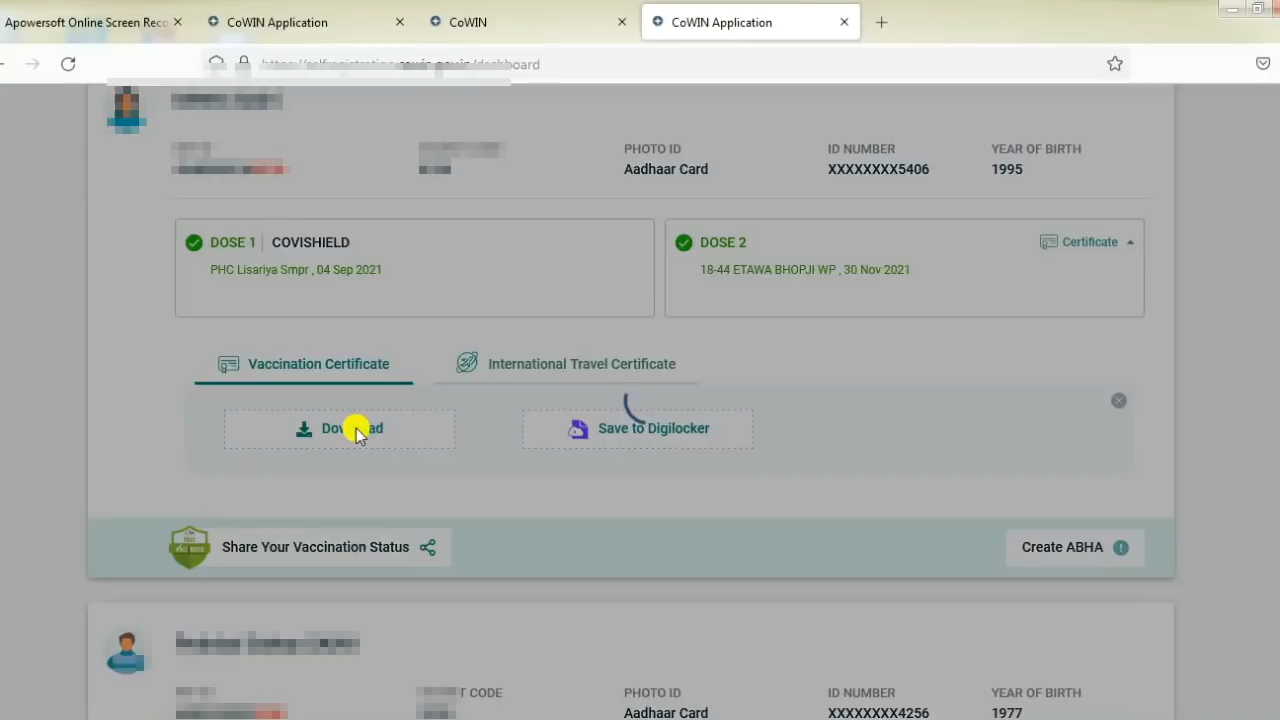 Apowersoft Online Screen Reco
CoWIN Application
CoWIN
CoWIN Application
/dashboard
PHOTO ID
ID NUMBER
YEAR OF BIRTH
Aadhaar Card
XXXXXXXX5406
1995
DOSE 1 | COVISHIELD
PHC Lisariya Smpr , 04 Sep 2021
DOSE 2
Certificate
18-44 ETAWA BHOPJI WP , 30 Nov 2021
Vaccination Certificate
International Travel Certificate
Download
Save to Digilocker
Share Your Vaccination Status
Create ABHA
CODE
PHOTO ID
ID NUMBER
YEAR OF BIRTH
Aadhaar Card
XXXXXXXX4256
1977